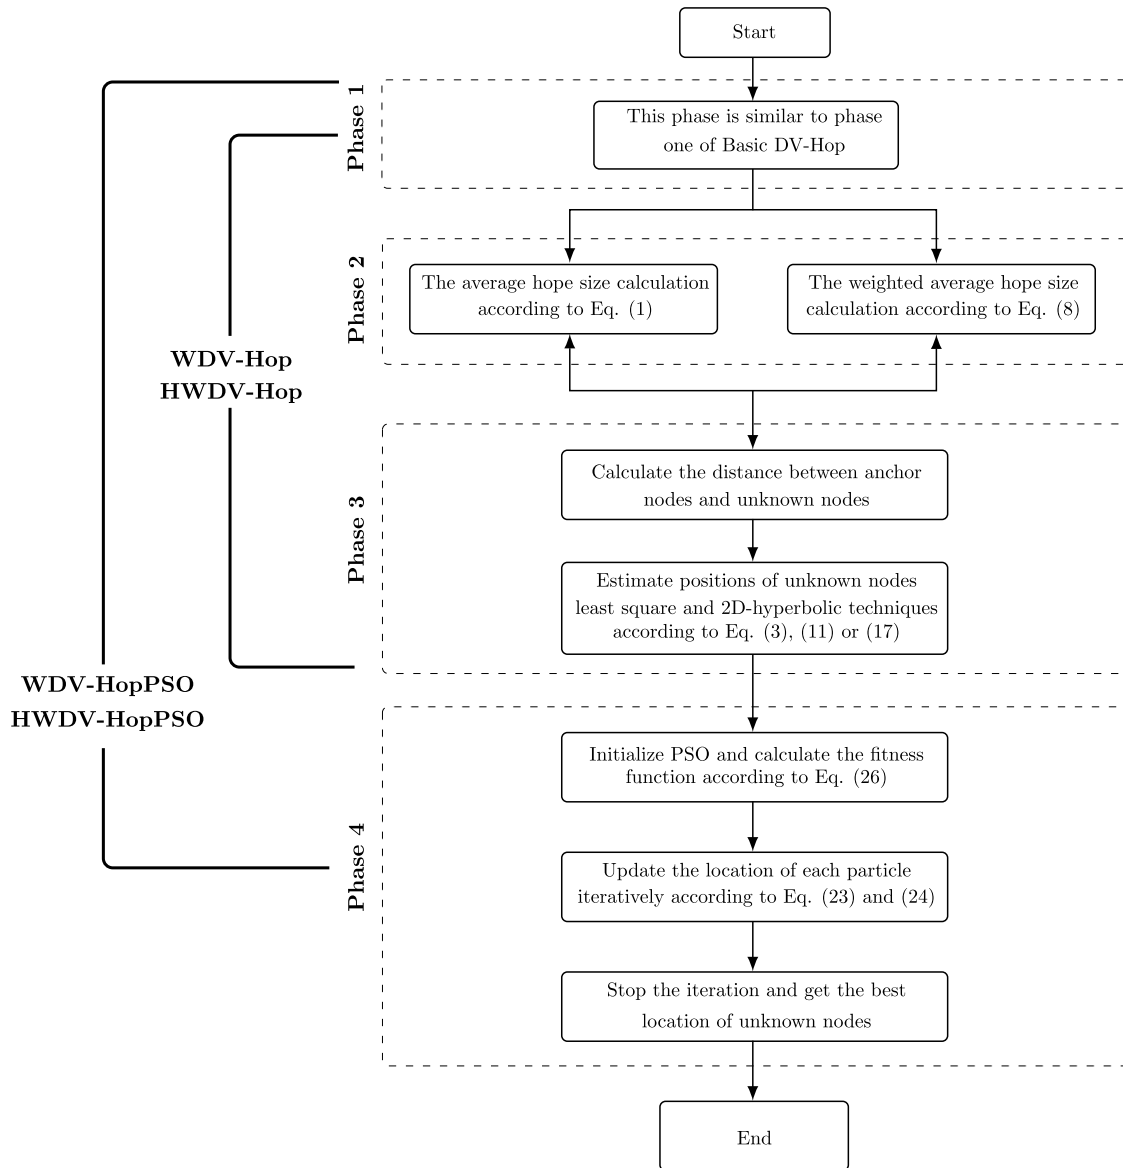 Start
Phase 1
This phase is similar to phase
one of Basic DV-Hop
Phase 2
The average hope size calculation
according to Eq. (1)
The weighted average hope size
calculation according to Eq. (8)
WDV-Hop
HWDV-Hop
Phase 3
Calculate the distance between anchor
nodes and unknown nodes
Estimate positions of unknown nodes
least square and 2D-hyperbolic techniques
according to Eq. (3), (11) or (17)
WDV-HopPSO
HWDV-HopPSO
Phase 4
Initialize PSO and calculate the fitness
function according to Eq. (26)
Update the location of each particle
iteratively according to Eq. (23) and (24)
Stop the iteration and get the best
location of unknown nodes
End